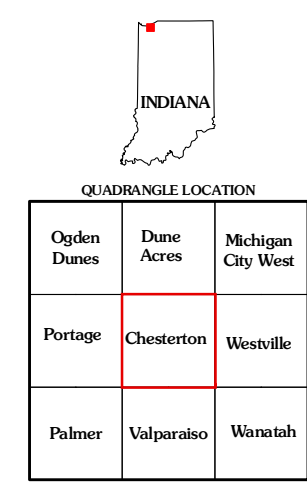 INDIANA
QUADRANGLE LOCATION
Ogden
Dunes
Dune
Acres
Michigan
City West
Portage
Chesterton
Westville
Palmer
Valparaiso
Wanatah